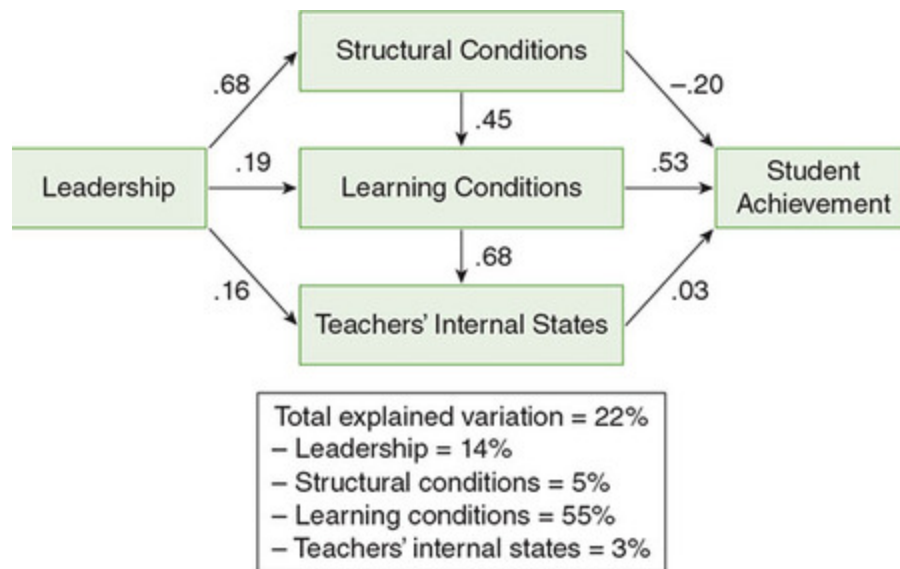 Structural Conditions
.68
–.20
.45
Leadership
.19
Learning Conditions
.53
Student
Achievement
.68
.16
.03
Teachers’ Internal States
Total explained variation = 22%
– Leadership = 14%
– Structural conditions = 5%
– Learning conditions = 55%
– Teachers’ internal states = 3%